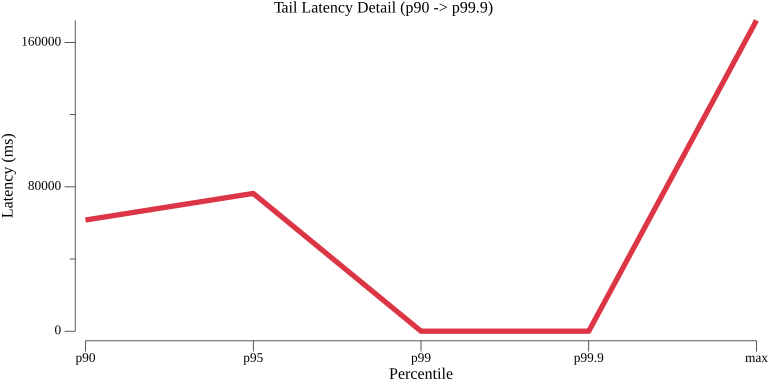 Tail Latency Detail (p90 -> p99.9)
Latency (ms)
160000
80000
0
p90 p95 p99 p99.9 max
Percentile